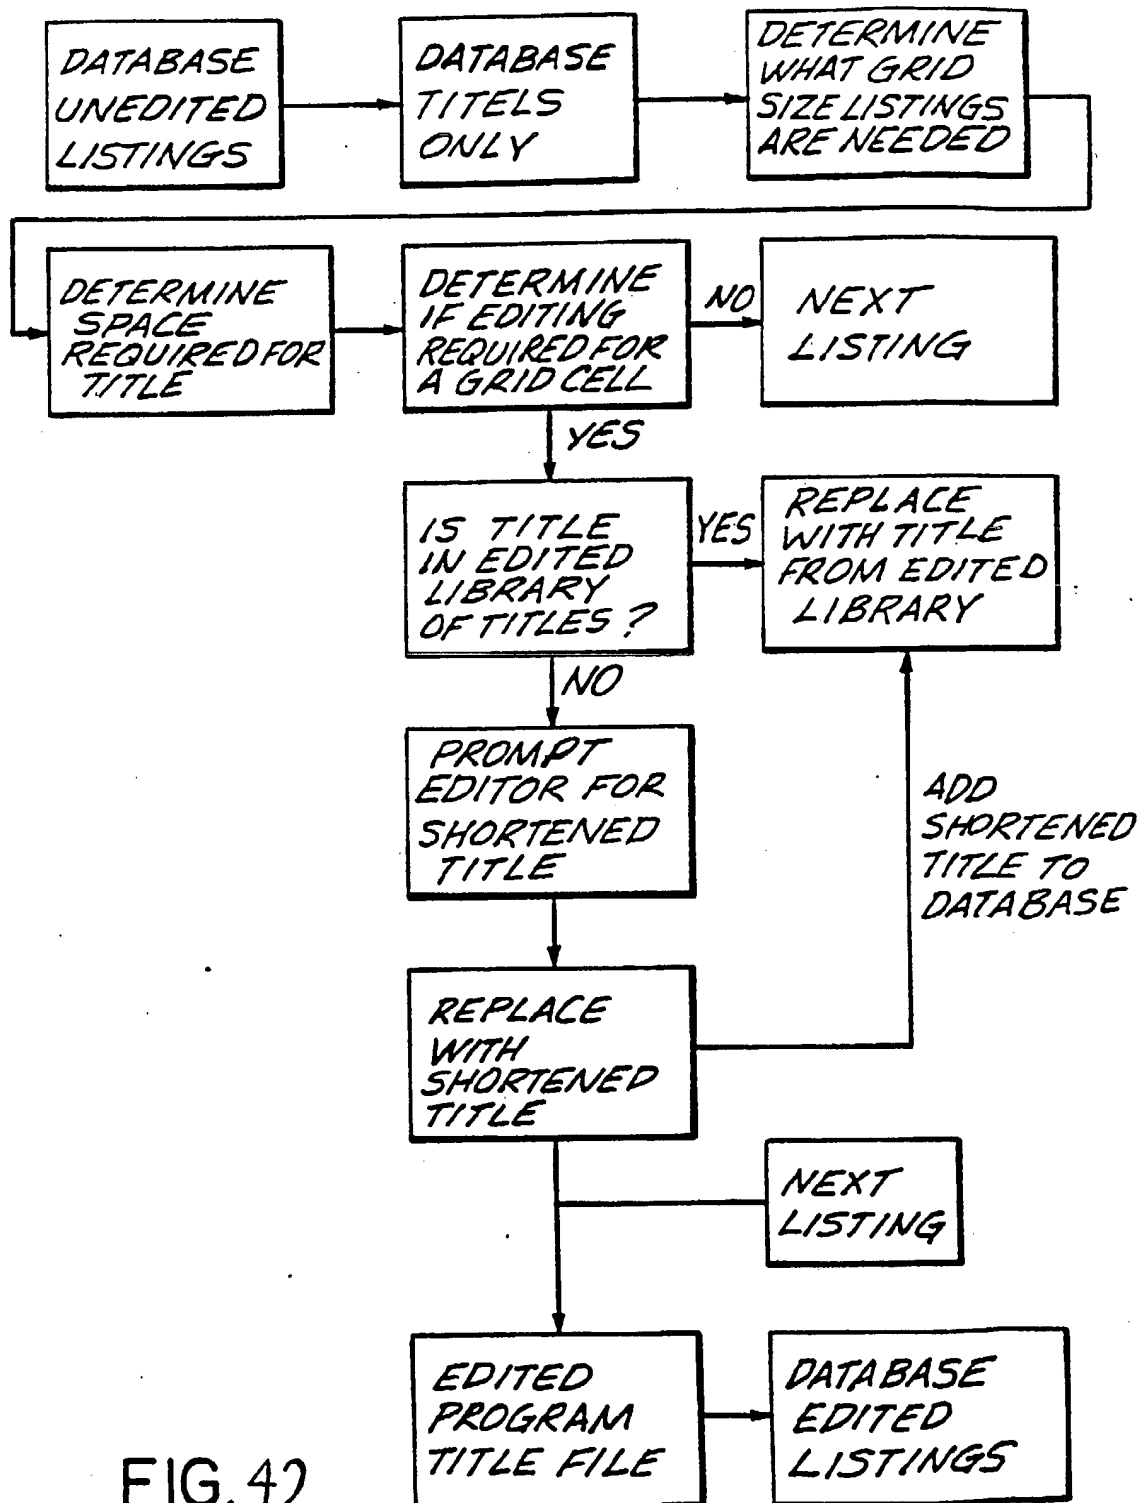 DATABASE
UNEDITED
LISTINGS
DATABASE
TITELS
ONLY
DETERMINE
WHAT GRID
SIZE LISTINGS
ARE NEEDED
DETERMINE
SPACE
REQUIRED FOR
TITLE
DETERMINE
IF EDITING
REQUIRED FOR
A GRID CELL
NO
NEXT
LISTING
YES
IS TITLE
IN EDITED
LIBRARY
OF TITLES?
YES
REPLACE
WITH TITLE
FROM EDITED
LIBRARY
NO
PROMPT
EDITOR FOR
SHORTENED
TITLE
ADD
SHORTENED
TITLE TO
DATABASE
REPLACE
WITH
SHORTENED
TITLE
NEXT
LISTING
EDITED
PROGRAM
TITLE FILE
DATABASE
EDITED
LISTINGS
FIG. 42